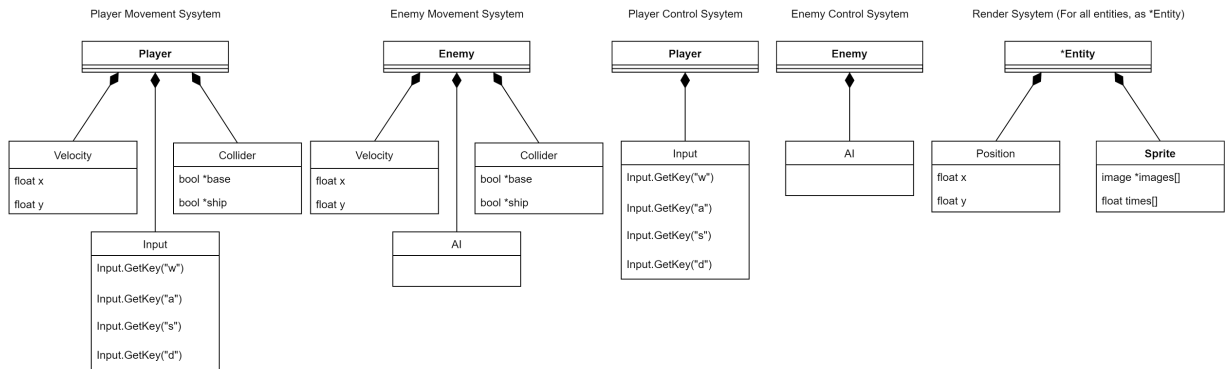 Player Movement Sysytem
Player
Velocity
float x
float y
Collider
bool *base
bool *ship
Input
Input.GetKey("w")
Input.GetKey("a")
Input.GetKey("s")
Input.GetKey("d")
Enemy Movement Sysytem
Enemy
Velocity
float x
float y
Collider
bool *base
bool *ship
AI
Player Control Sysytem
Player
Input
Input.GetKey("w")
Input.GetKey("a")
Input.GetKey("s")
Input.GetKey("d")
Enemy Control Sysytem
Enemy
AI
Render Sysytem (For all entities, as *Entity)
*Entity
Position
float x
float y
Sprite
image *images[]
float times[]